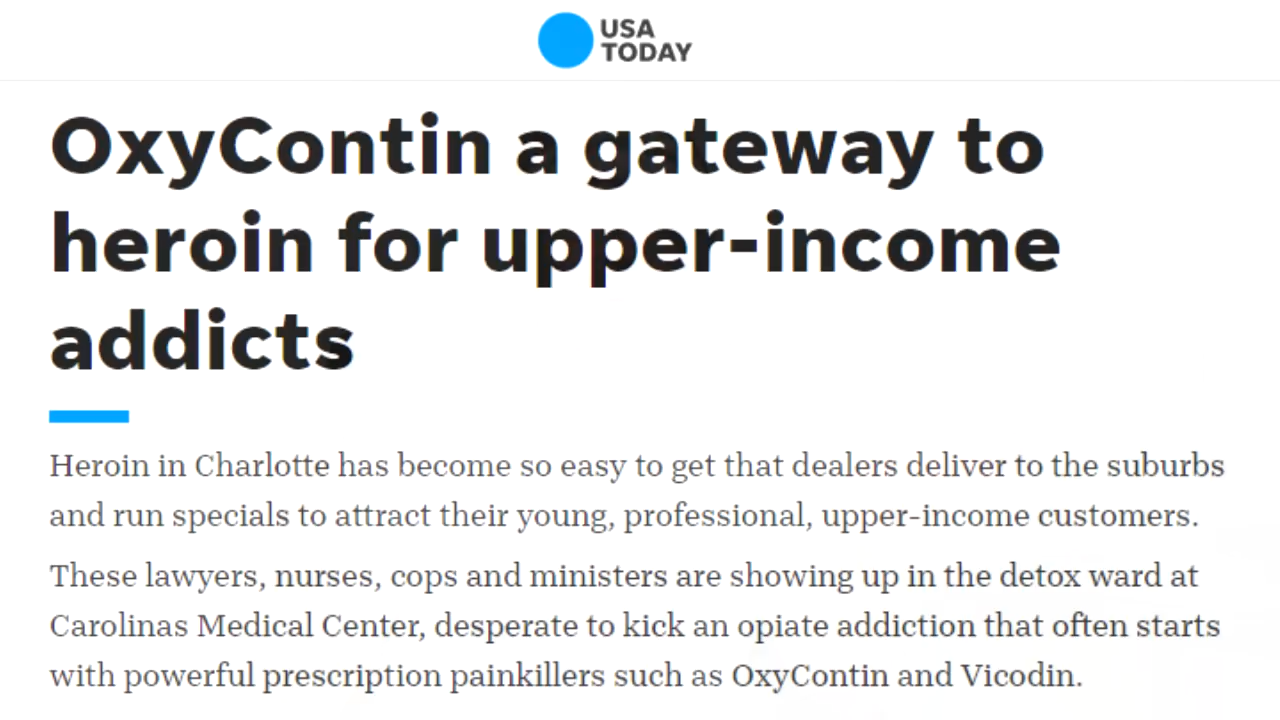 USA
TODAY
OxyContin a gateway to
heroin for upper-income
addicts
Heroin in Charlotte has become so easy to get that dealers deliver to the suburbs
and run specials to attract their young, professional, upper-income customers.
These lawyers, nurses, cops and ministers are showing up in the detox ward at
Carolinas Medical Center, desperate to kick an opiate addiction that often starts
with powerful prescription painkillers such as OxyContin and Vicodin.